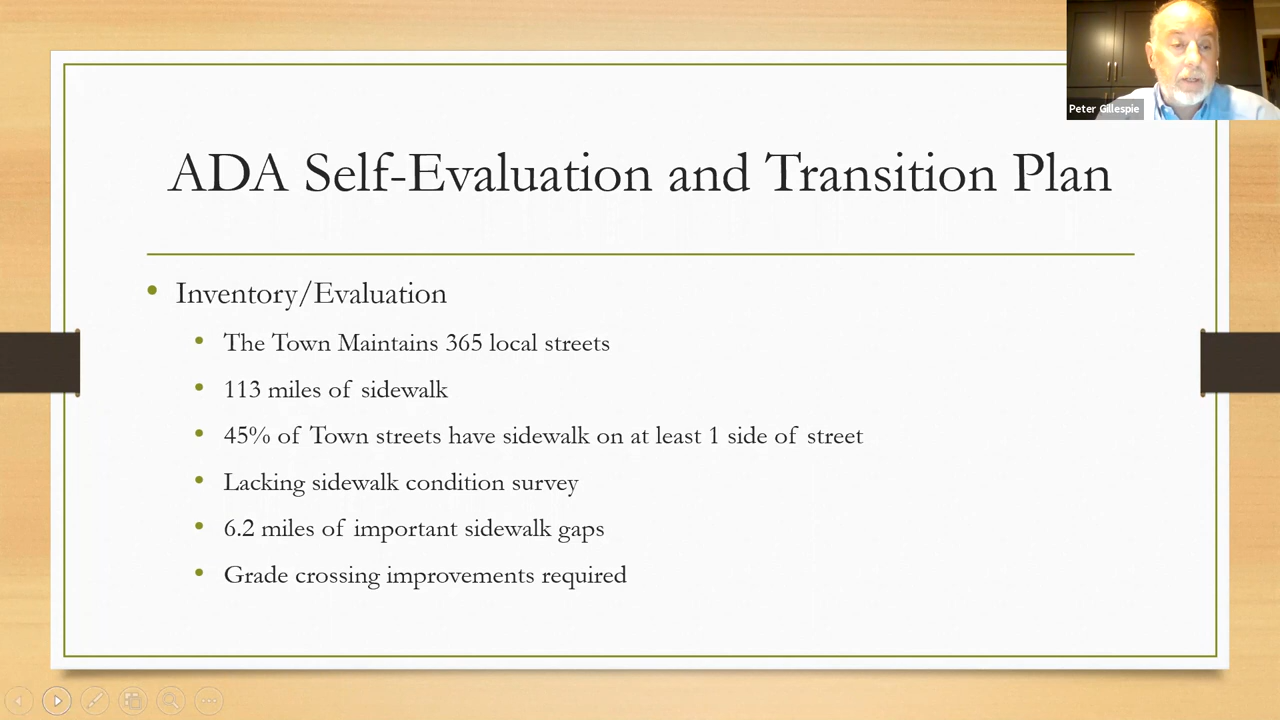 Peter Gillespie
ADA Self-Evaluation and Transition Plan
Inventory/Evaluation
The Town Maintains 365 local streets
113 miles of sidewalk
45% of Town streets have sidewalk on at least 1 side of street
Lacking sidewalk condition survey
6.2 miles of important sidewalk gaps
Grade crossing improvements required